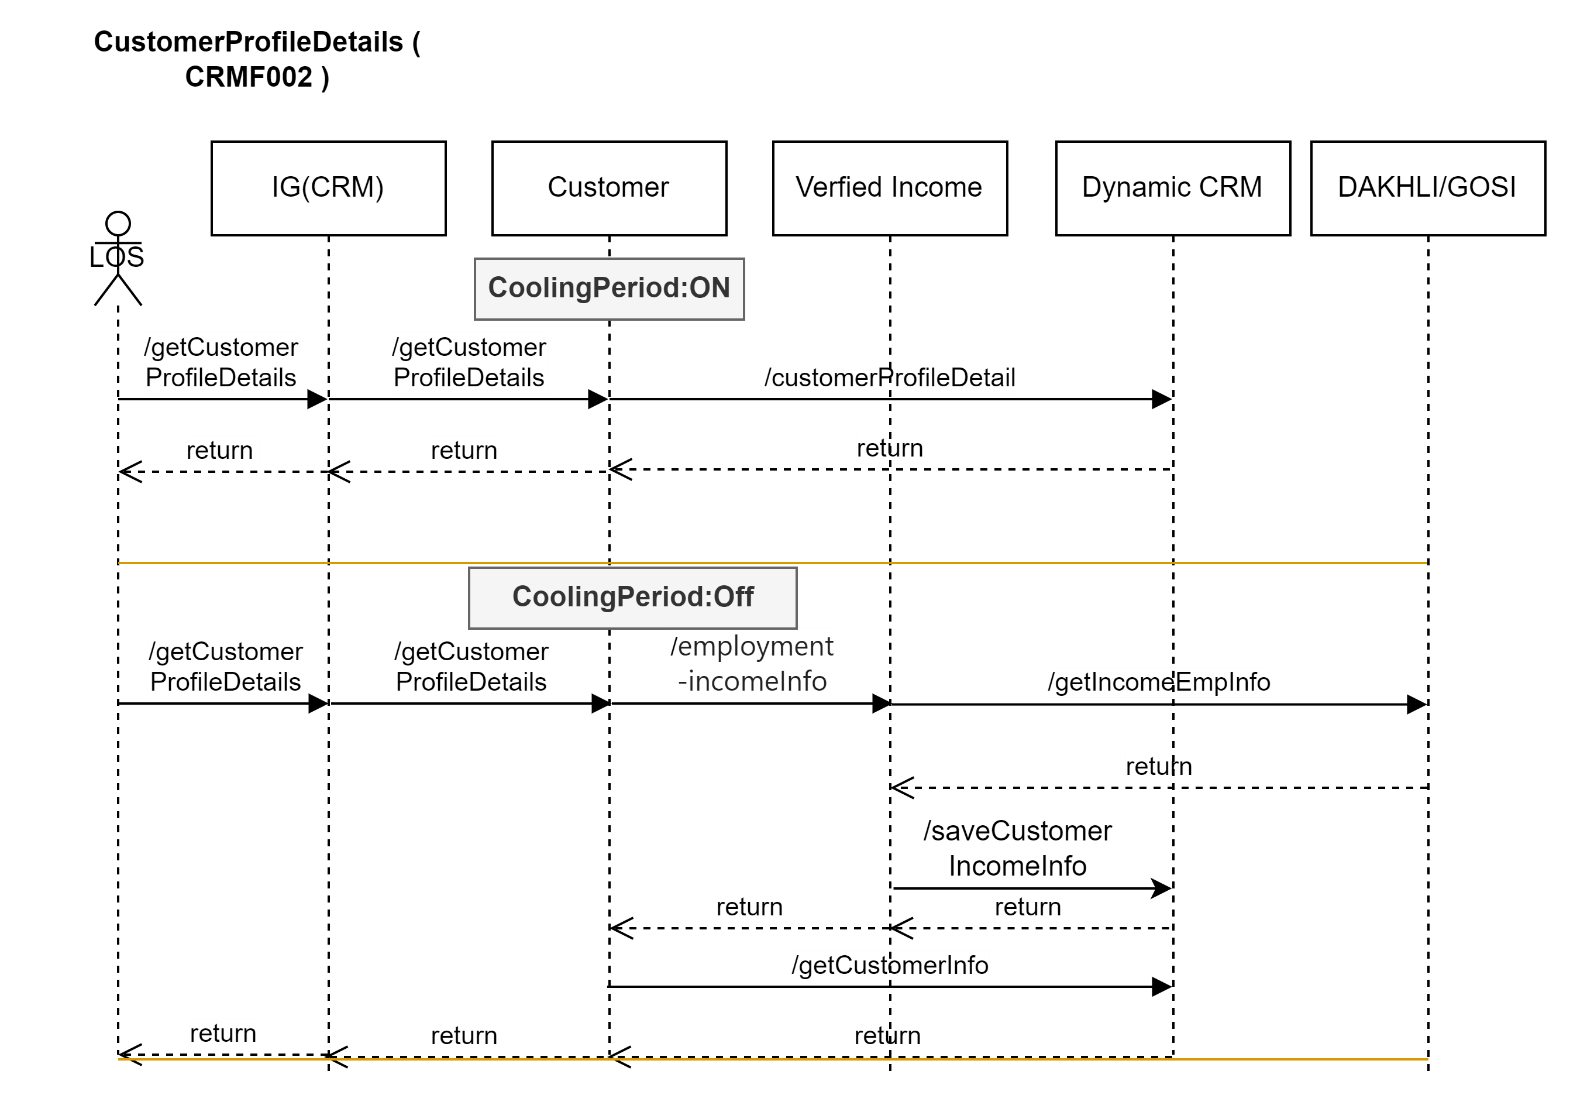 CustomerProfileDetails (
CRMF002 )
IG(CRM)
Customer
Verfied Income
Dynamic CRM
DAKHLI/GOSI
LOS
CoolingPeriod:ON
/getCustomer
ProfileDetails
/getCustomer
ProfileDetails
/customerProfileDetail
return
return
return
CoolingPeriod:Off
/getCustomer
ProfileDetails
/getCustomer
ProfileDetails
/employment
-incomeInfo
/getIncomeEmpInfo
return
/saveCustomer
IncomeInfo
return
return
/getCustomerInfo
return
return
return